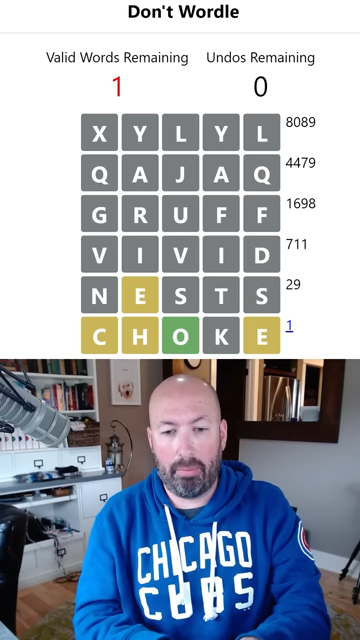 Don't Wordle
Valid Words Remaining Undos Remaining
1 0
X Y L Y L 8089
Q A J A Q 4479
G R U F F 1698
V I V I D 711
N E S T S 29
C H O K E 1
CHICAGO
CUBS